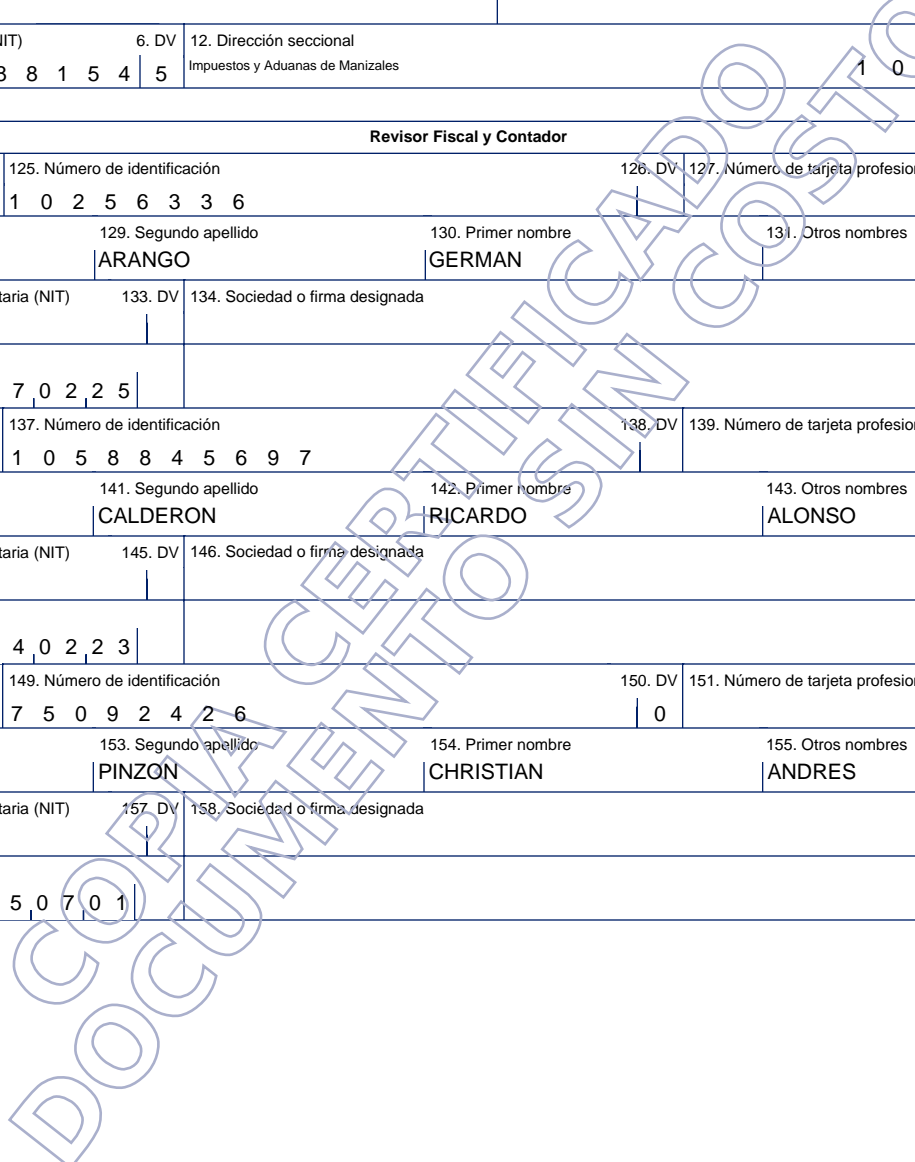 NIT) 6. DV 12. Dirección seccional
8 8 1 5 4 5 Impuestos y Aduanas de Manizales 1 0
Revisor Fiscal y Contador
125. Número de identificación 126. DV 127. Número de tarjeta profesion
1 0 2 5 6 3 3 6
129. Segundo apellido 130. Primer nombre 131. Otros nombres
ARANGO GERMAN
taria (NIT) 133. DV 134. Sociedad o firma designada
7 0 2 2 5
137. Número de identificación 138. DV 139. Número de tarjeta profesion
1 0 5 8 8 4 5 6 9 7
141. Segundo apellido 142. Primer nombre 143. Otros nombres
CALDERON RICARDO ALONSO
taria (NIT) 145. DV 146. Sociedad o firma designada
4 0 2 2 3
149. Número de identificación 150. DV 151. Número de tarjeta profesion
7 5 0 9 2 4 2 6 0
153. Segundo apellido 154. Primer nombre 155. Otros nombres
PINZON CHRISTIAN ANDRES
taria (NIT) 157. DV 158. Sociedad o firma designada
5 0 7 0 1
COPIA CERTIFICADO
DOCUMENTO SIN COSTO